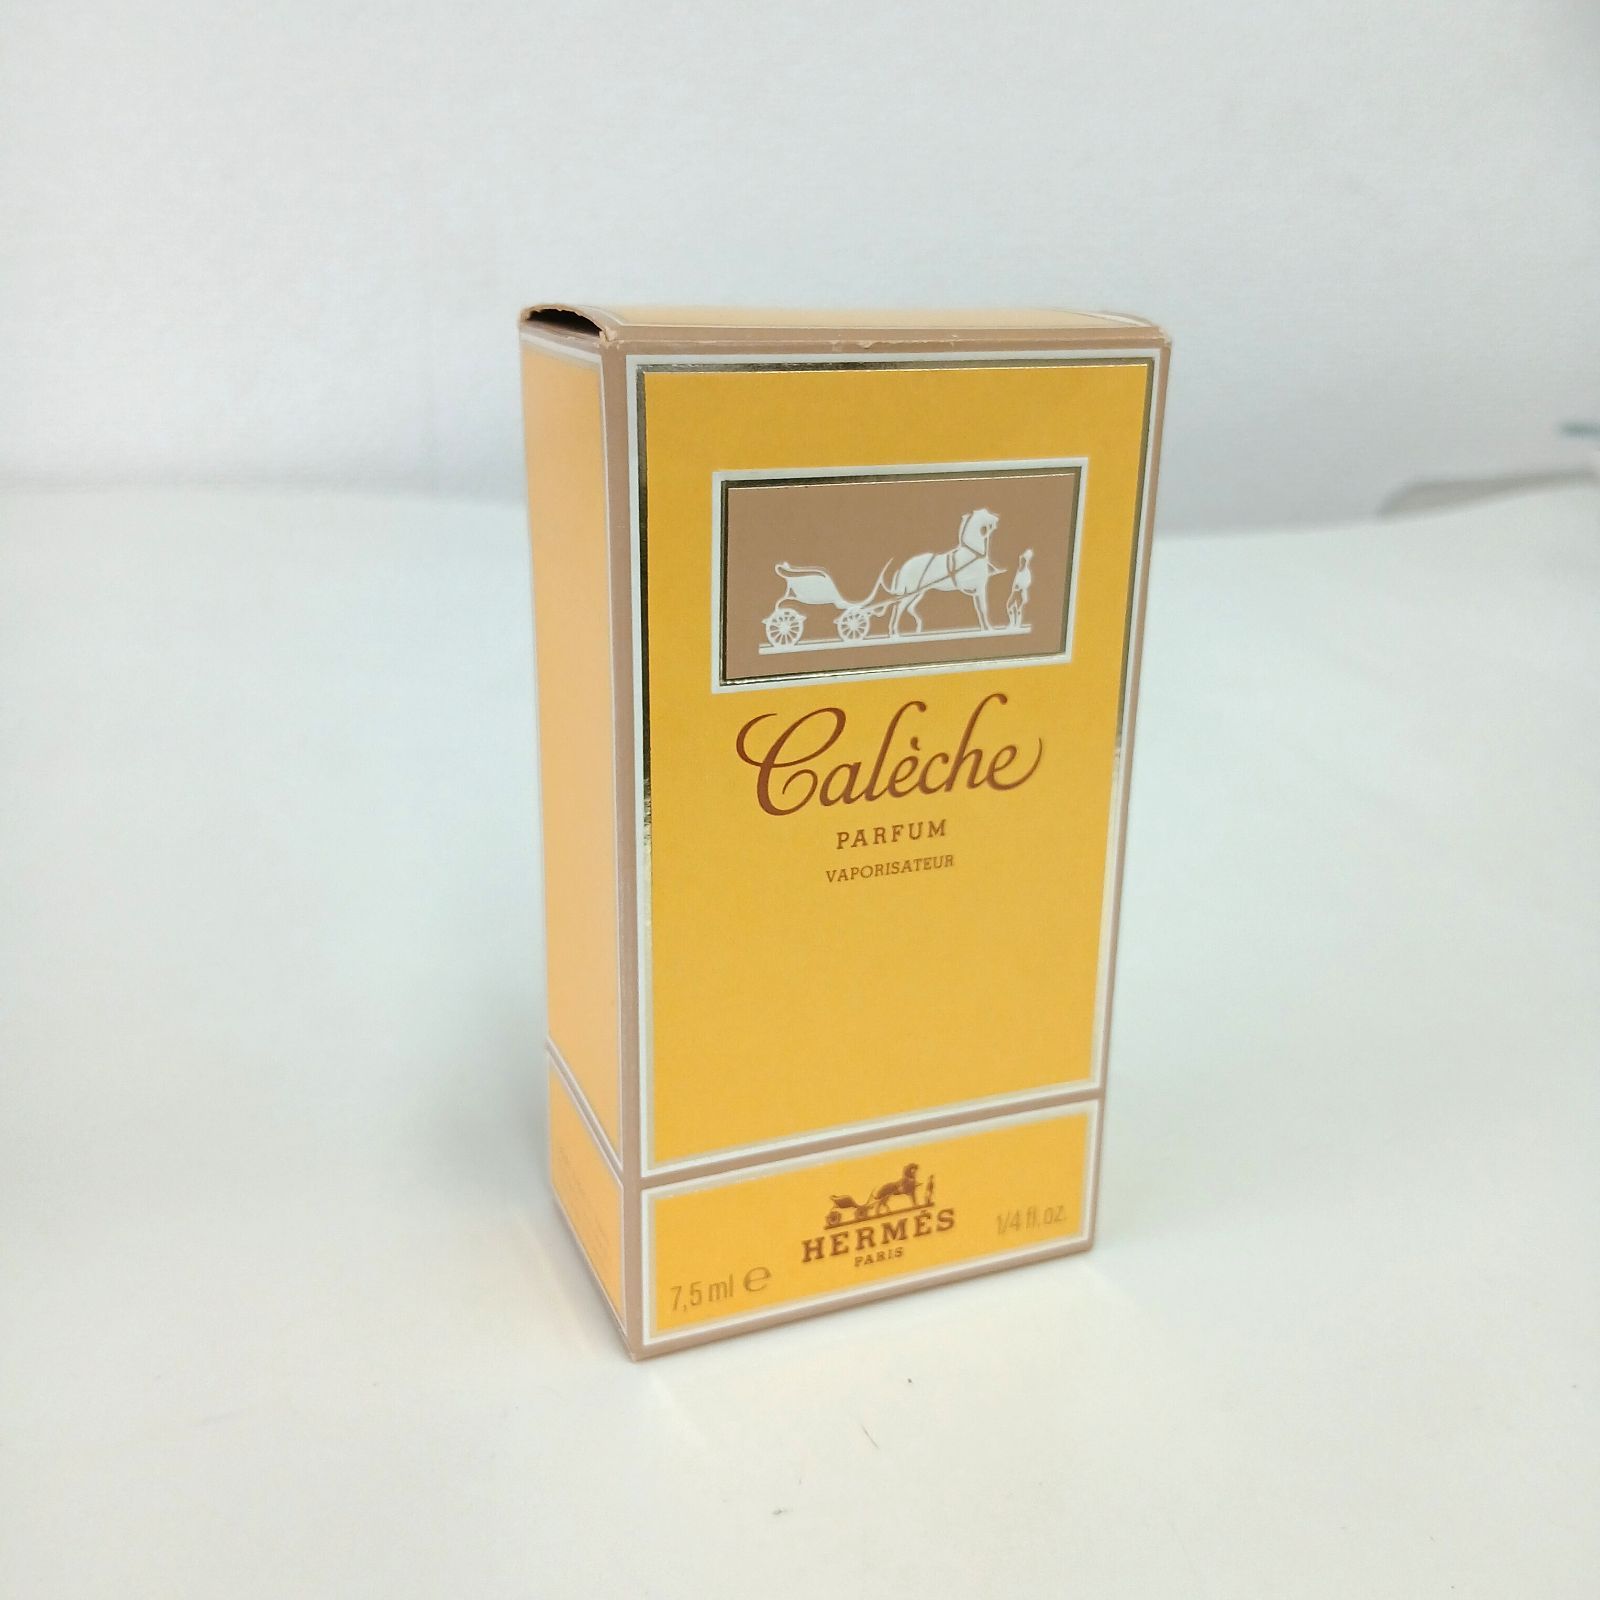 Calèche
PARFUM
VAPORISATEUR
HERMÈS
PARIS
7,5 ml ℮
1/4 fl. oz.